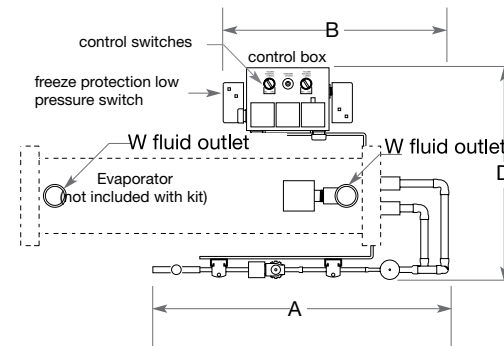 B
control switches
control box
freeze protection low
pressure switch
W fluid outlet
W fluid outlet
D
Evaporator
(not included with kit)
A